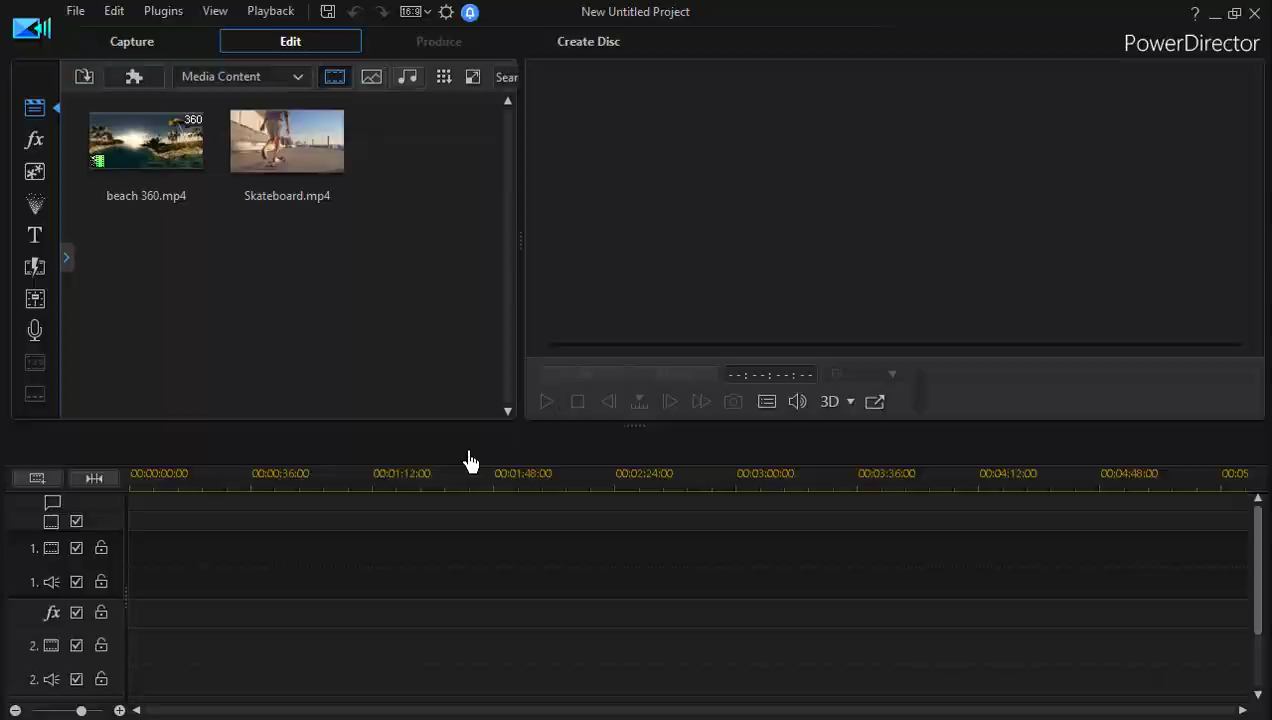 File Edit Plugins View Playback 16:9 New Untitled Project ?
Capture Edit Produce Create Disc PowerDirector
Media Content Sear
fx
360
beach 360.mp4 Skateboard.mp4
T
--:--:--:--
3D
00:00:00:00 00:00:36:00 00:01:12:00 00:01:48:00 00:02:24:00 00:03:00:00 00:03:36:00 00:04:12:00 00:04:48:00 00:05
1.
1.
fx
2.
2.